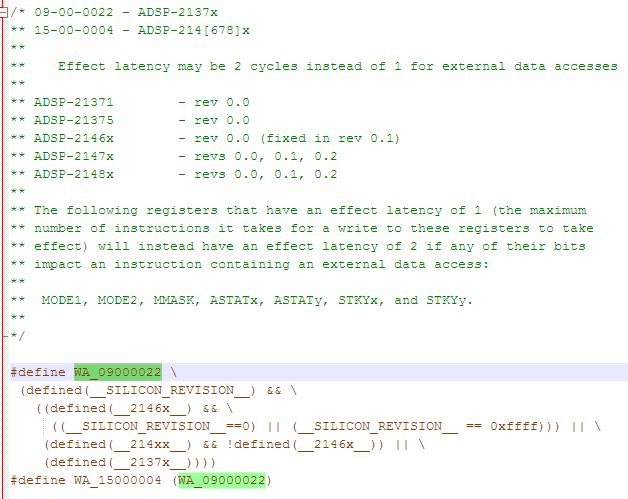 /* 09-00-0022 - ADSP-2137x
** 15-00-0004 - ADSP-214[678]x
**
**    Effect latency may be 2 cycles instead of 1 for external data accesses
**
** ADSP-21371        - rev 0.0
** ADSP-21375        - rev 0.0
** ADSP-2146x        - rev 0.0 (fixed in rev 0.1)
** ADSP-2147x        - revs 0.0, 0.1, 0.2
** ADSP-2148x        - revs 0.0, 0.1, 0.2
**
** The following registers that have an effect latency of 1 (the maximum
** number of instructions it takes for a write to these registers to take
** effect) will instead have an effect latency of 2 if any of their bits
** impact an instruction containing an external data access:
**
**  MODE1, MODE2, MMASK, ASTATx, ASTATy, STKYx, and STKYy.
**
*/
#define WA_09000022 \
 (defined(__SILICON_REVISION__) && \
   ((defined(__2146x__) && \
     ((__SILICON_REVISION__==0) || (__SILICON_REVISION__ == 0xffff))) || \
    (defined(__214xx__) && !defined(__2146x__)) || \
    (defined(__2137x__))))
#define WA_15000004 (WA_09000022)